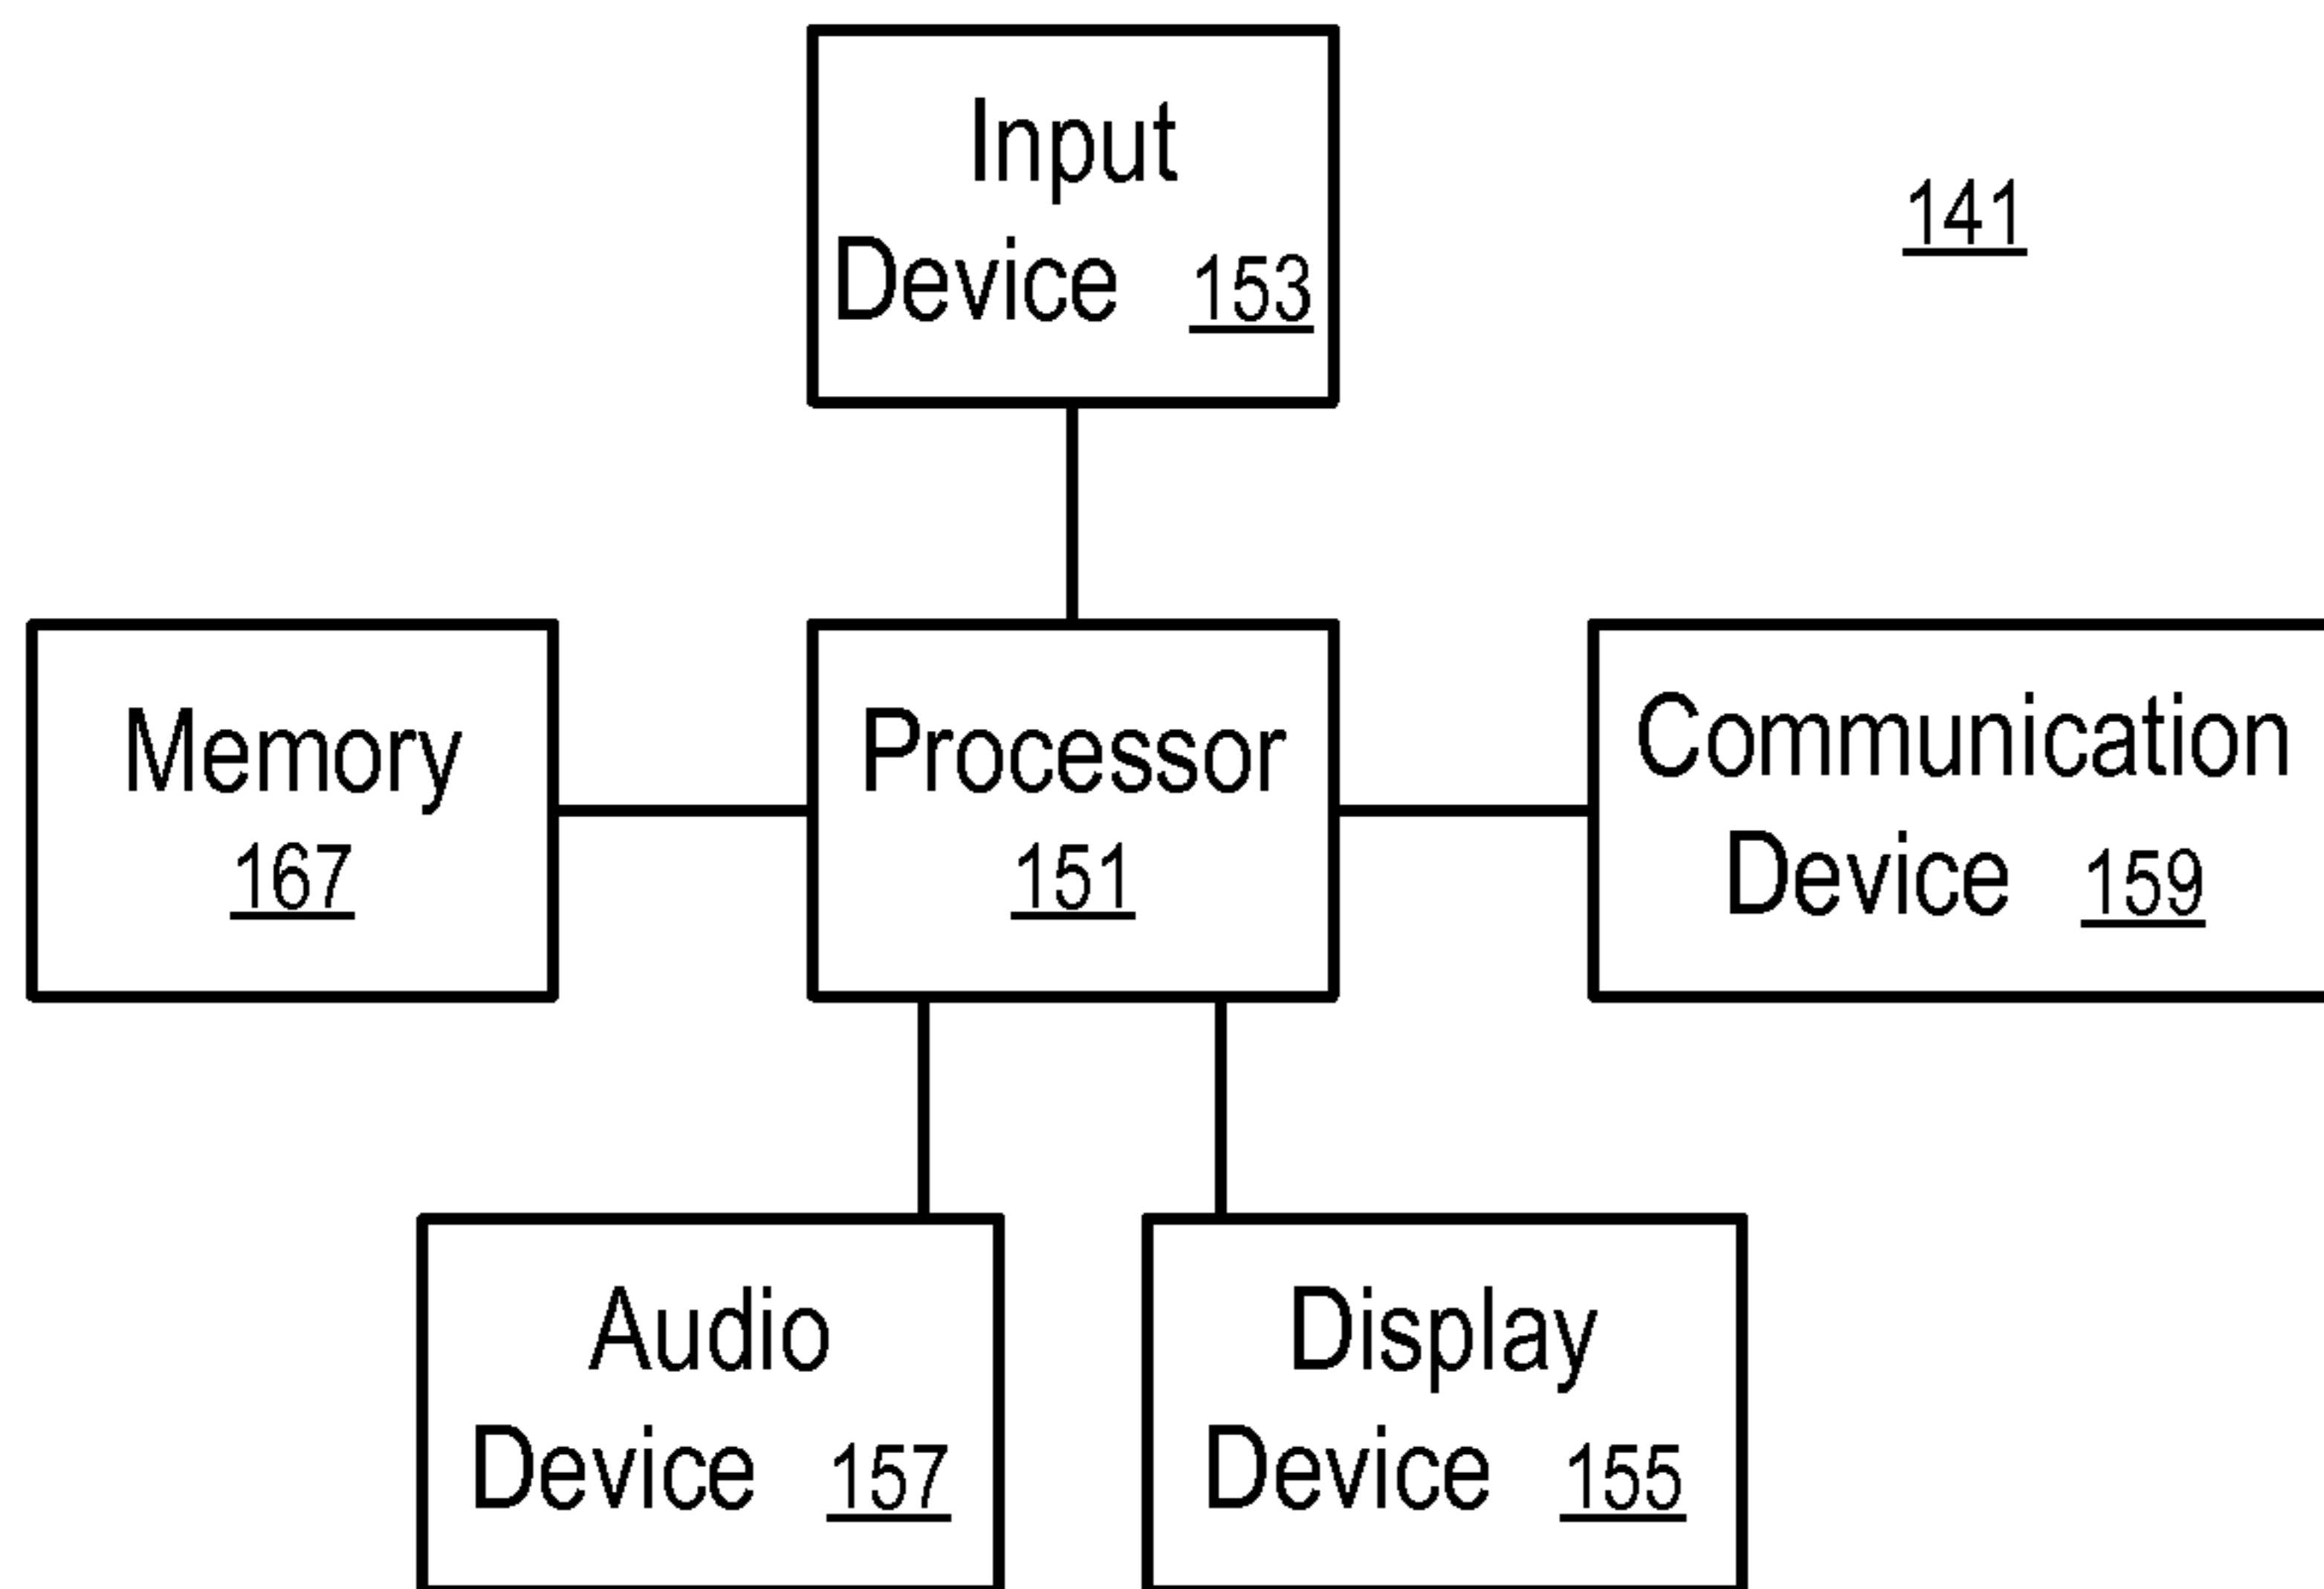 Input
Device 153
141
Memory
167
Processor
151
Communication
Device 159
Audio
Device 157
Display
Device 155